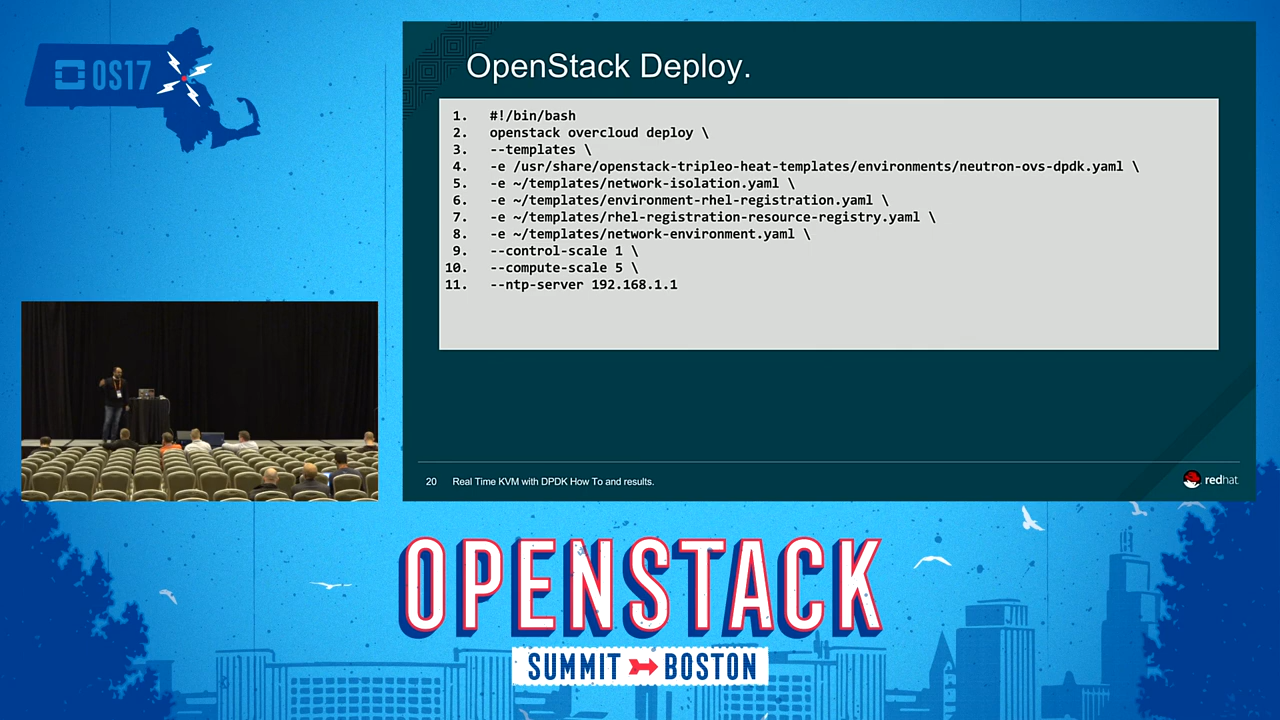 OS17
OpenStack Deploy.
1. #!/bin/bash
2. openstack overcloud deploy \
3. --templates \
4. -e /usr/share/openstack-tripleo-heat-templates/environments/neutron-ovs-dpdk.yaml \
5. -e ~/templates/network-isolation.yaml \
6. -e ~/templates/environment-rhel-registration.yaml \
7. -e ~/templates/rhel-registration-resource-registry.yaml \
8. -e ~/templates/network-environment.yaml \
9. --control-scale 1 \
10. --compute-scale 5 \
11. --ntp-server 192.168.1.1
20 Real Time KVM with DPDK How To and results.
redhat.
OPENSTACK
SUMMIT BOSTON